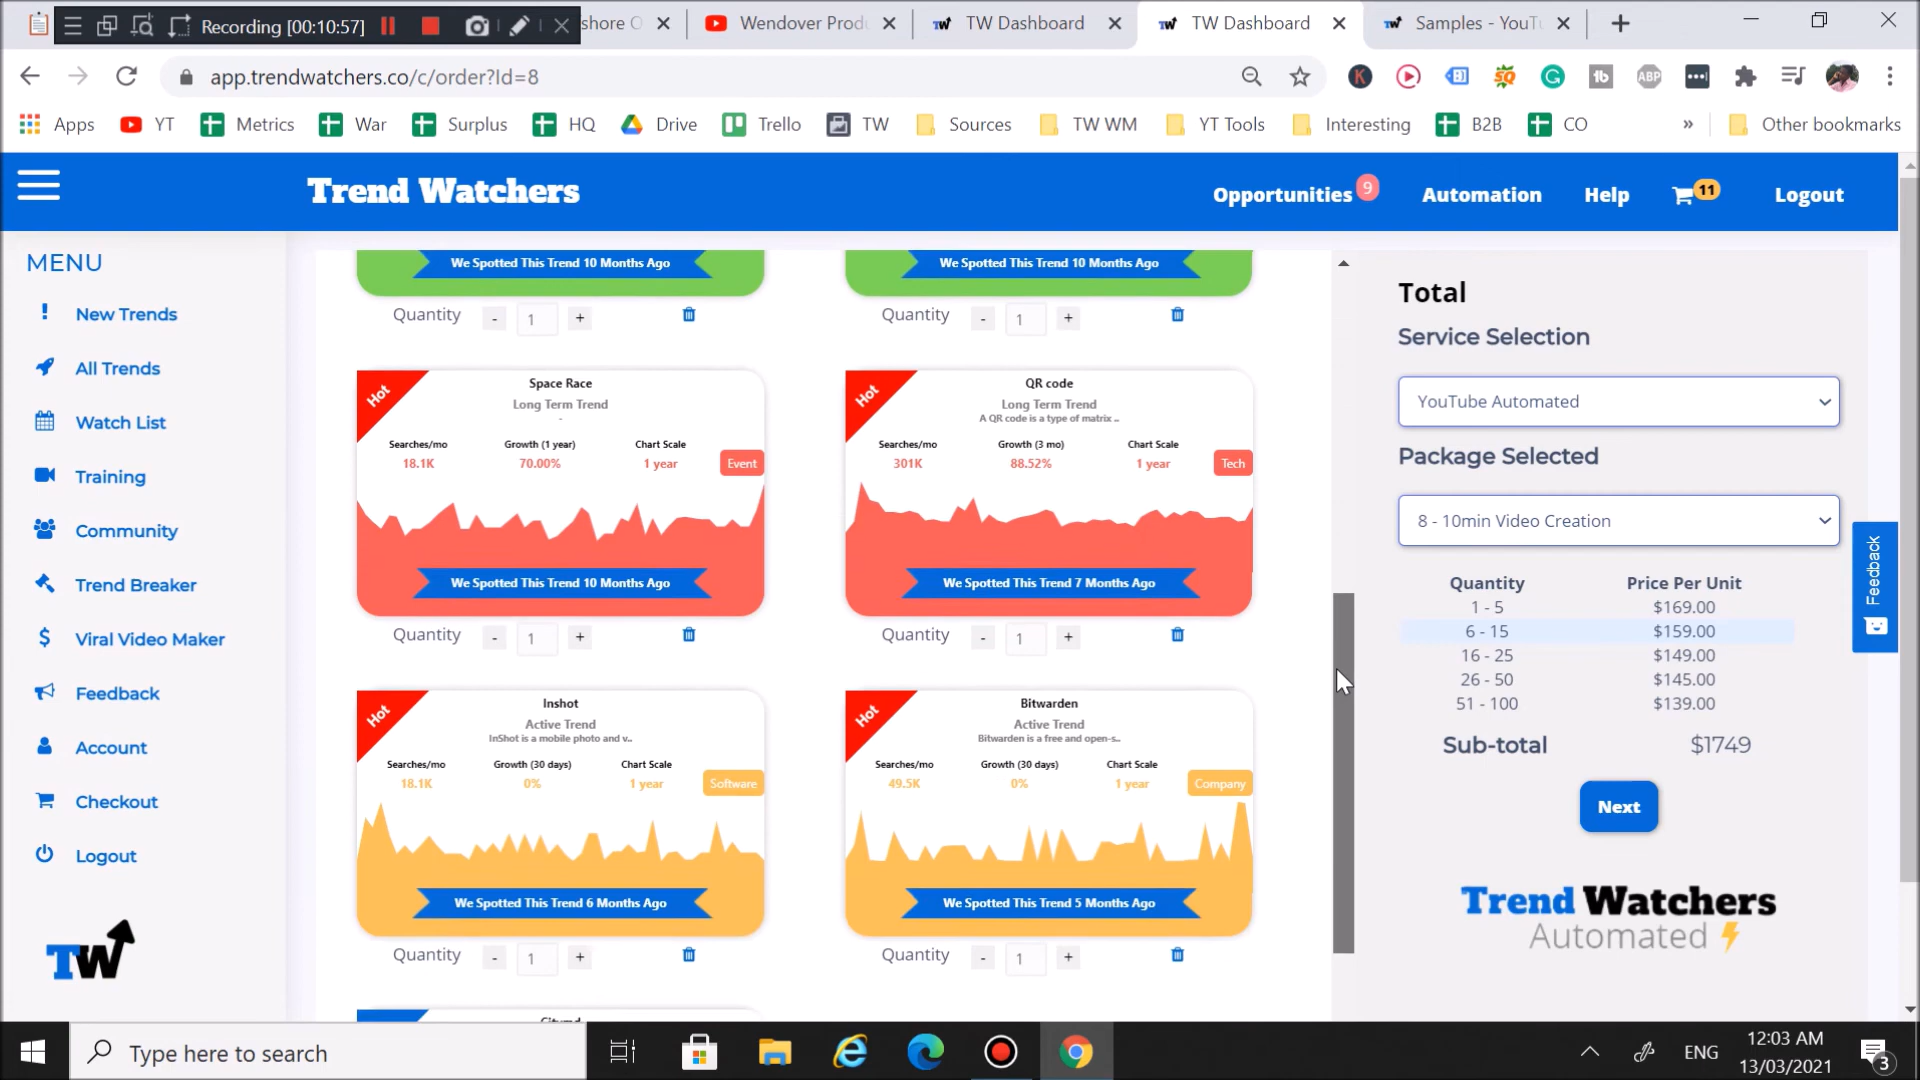 Recording [00:10:57]
shore O
Wendover Produ
TW Dashboard
TW Dashboard
Samples - YouTu
app.trendwatchers.co/c/order?Id=8
Apps
YT
Metrics
War
Surplus
HQ
Drive
Trello
TW
Sources
TW WM
YT Tools
Interesting
B2B
CO
»
Other bookmarks
Trend Watchers
Opportunities 9
Automation
Help
11
Logout
MENU
New Trends
All Trends
Watch List
Training
Community
Trend Breaker
Viral Video Maker
Feedback
Account
Checkout
Logout
TW
We Spotted This Trend 10 Months Ago
Quantity - 1 +
We Spotted This Trend 10 Months Ago
Quantity - 1 +
Hot
Space Race
Long Term Trend
-
Searches/mo Growth (1 year) Chart Scale
18.1K 70.00% 1 year
Event
We Spotted This Trend 10 Months Ago
Quantity - 1 +
Hot
QR code
Long Term Trend
A QR code is a type of matrix ..
Searches/mo Growth (3 mo) Chart Scale
301K 88.52% 1 year
Tech
We Spotted This Trend 7 Months Ago
Quantity - 1 +
Hot
Inshot
Active Trend
InShot is a mobile photo and v..
Searches/mo Growth (30 days) Chart Scale
18.1K 0% 1 year
Software
We Spotted This Trend 6 Months Ago
Quantity - 1 +
Hot
Bitwarden
Active Trend
Bitwarden is a free and open-s..
Searches/mo Growth (30 days) Chart Scale
49.5K 0% 1 year
Company
We Spotted This Trend 5 Months Ago
Quantity - 1 +
Total
Service Selection
YouTube Automated
Package Selected
8 - 10min Video Creation
Quantity Price Per Unit
1 - 5 $169.00
6 - 15 $159.00
16 - 25 $149.00
26 - 50 $145.00
51 - 100 $139.00
Sub-total $1749
Next
Trend Watchers
Automated
Feedback
Type here to search
ENG
12:03 AM
13/03/2021
3